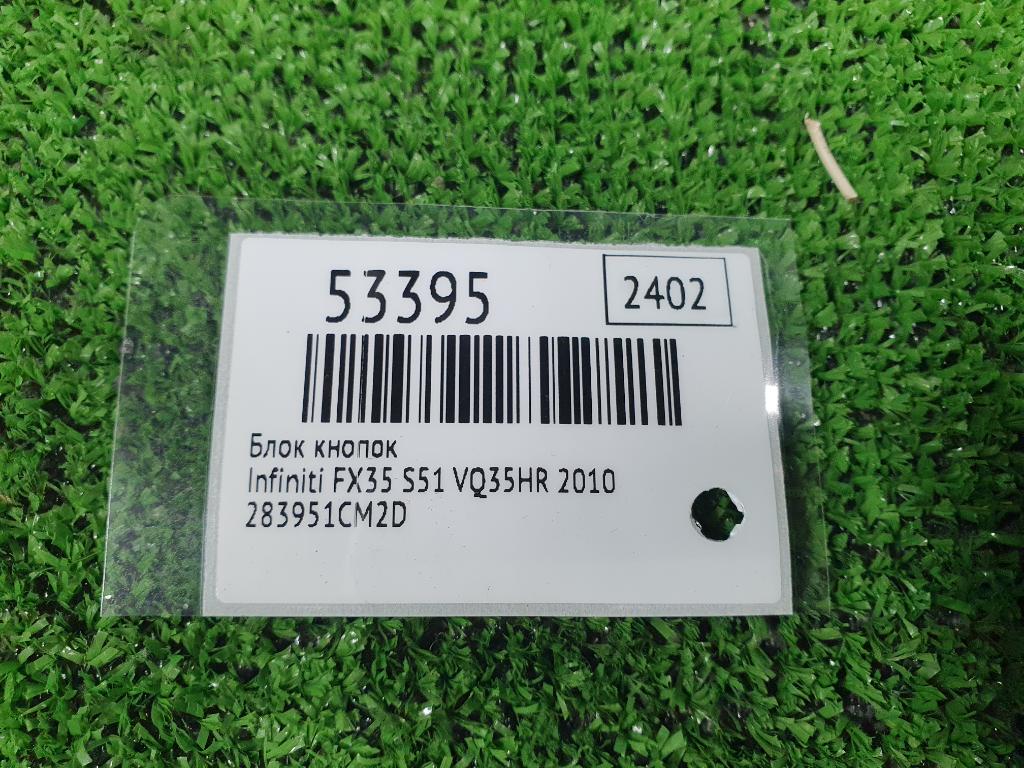 53395
2402
Блок кнопок
Infiniti FX35 S51 VQ35HR 2010
283951CM2D